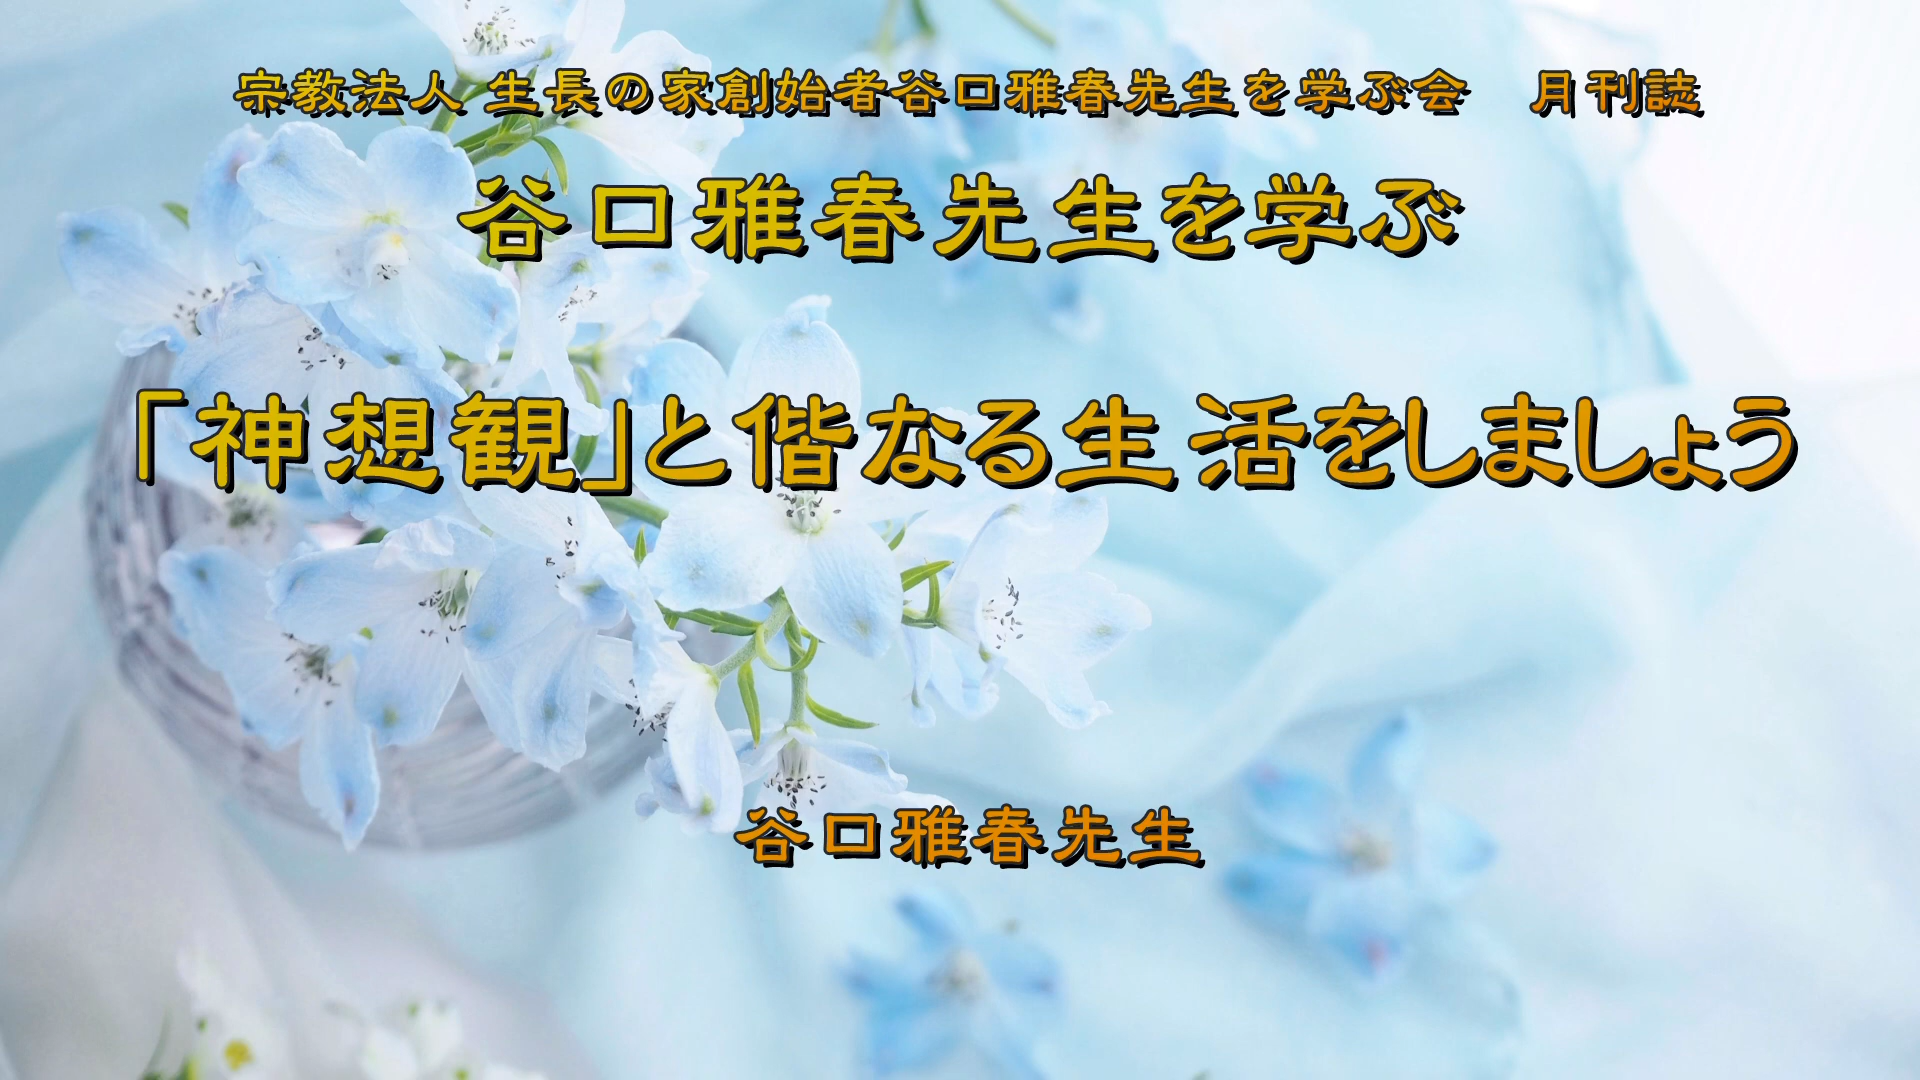 宗教法人 生長の家創始者谷口雅春先生を学ぶ会　月刊誌
谷口雅春先生を学ぶ
「神想観」と偕なる生活をしましょう
谷口雅春先生